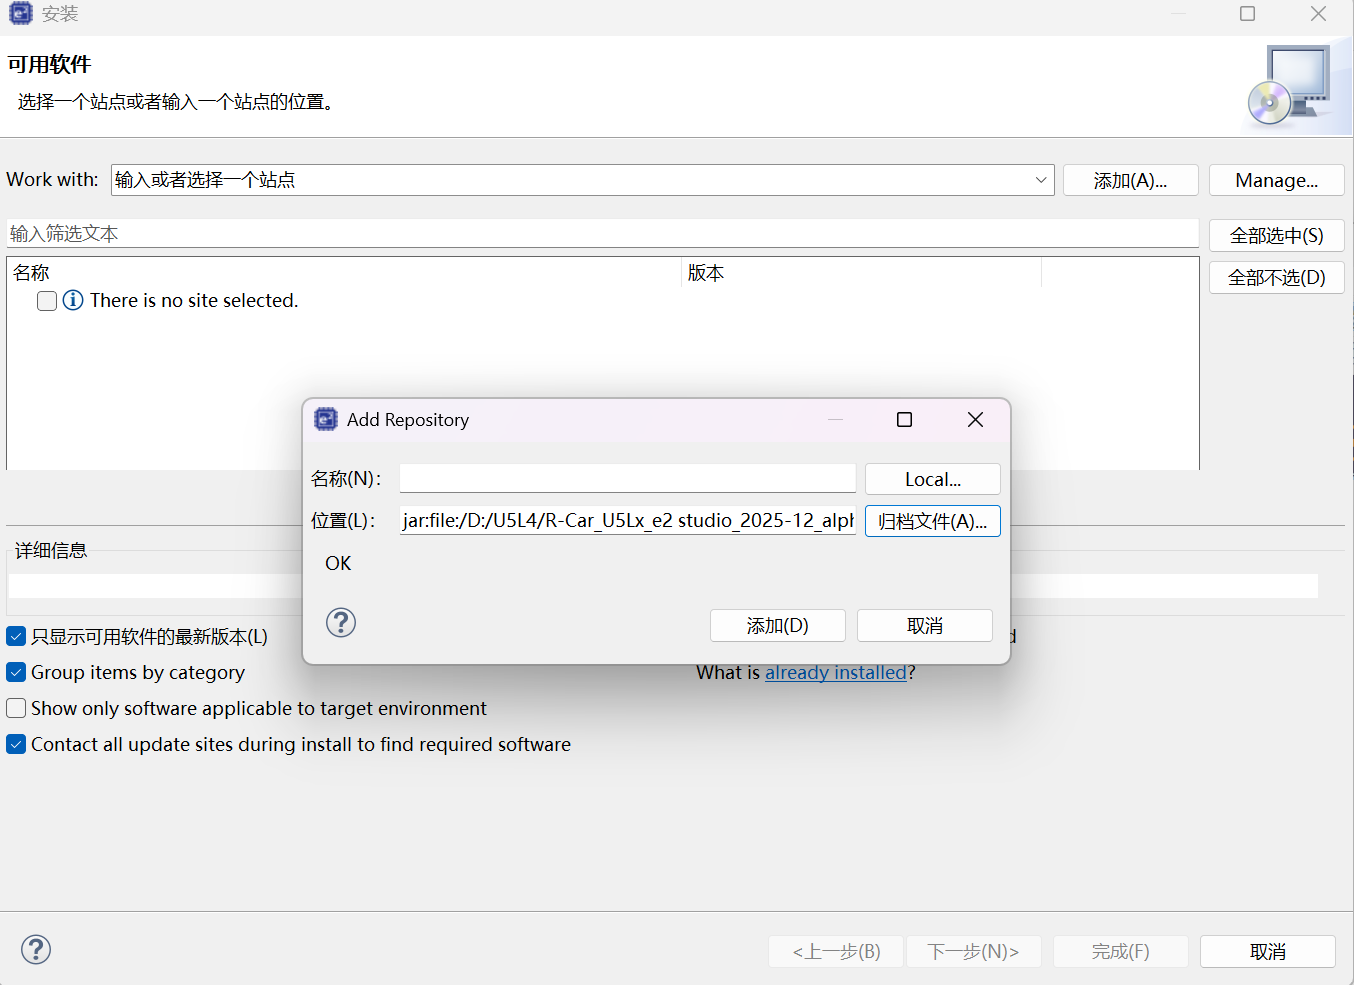 安装
可用软件
选择一个站点或者输入一个站点的位置。
Work with: 输入或者选择一个站点 添加(A)... Manage...
输入筛选文本 全部选中(S)
名称 版本 全部不选(D)
There is no site selected.
Add Repository
名称(N): Local...
位置(L): jar:file:/D:/U5L4/R-Car_U5Lx_e2 studio_2025-12_alph 归档文件(A)...
OK
添加(D) 取消
详细信息
只显示可用软件的最新版本(L)
Group items by category What is already installed?
Show only software applicable to target environment
Contact all update sites during install to find required software
<上一步(B) 下一步(N)> 完成(F) 取消